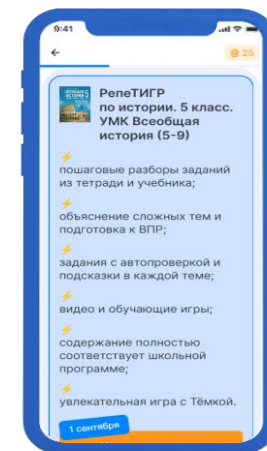 9:41
25
РепеТИГР
по истории. 5 класс.
УМК Всеобщая
история (5-9)
пошаговые разборы заданий
из тетради и учебника;
объяснение сложных тем и
подготовка к ВПР;
задания с автопроверкой и
подсказки в каждой теме;
видео и обучающие игры;
содержание полностью
соответствует школьной
программе;
увлекательная игра с Тёмкой.
1 сентября